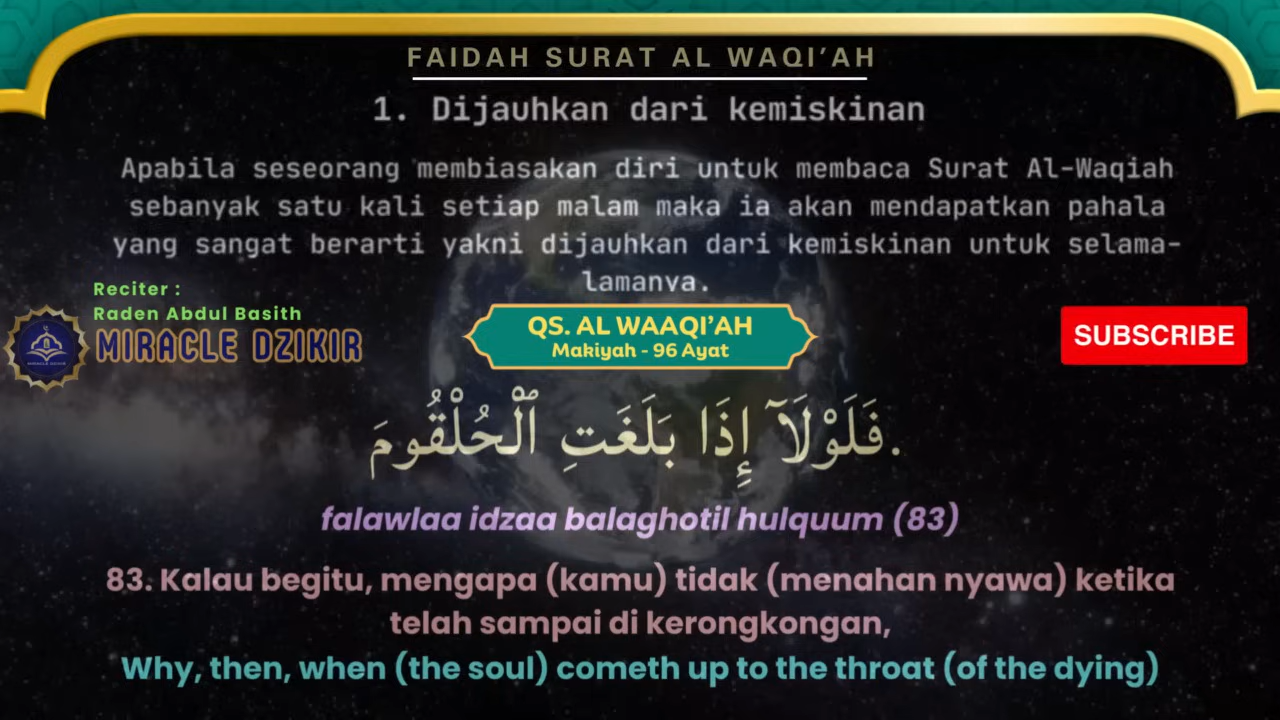 FAIDAH SURAT AL WAQI’AH
1. Dijauhkan dari kemiskinan
Apabila seseorang membiasakan diri untuk membaca Surat Al-Waqiah
sebanyak satu kali setiap malam maka ia akan mendapatkan pahala
yang sangat berarti yakni dijauhkan dari kemiskinan untuk selama-
lamanya.
Reciter :
Raden Abdul Basith
MIRACLE DZIKIR
QS. AL WAAQI’AH
Makiyah - 96 Ayat
SUBSCRIBE
فَلَوْلَآ إِذَا بَلَغَتِ ٱلْحُلْقُومَ.
falawlaa idzaa balaghotil hulquum (83)
83. Kalau begitu, mengapa (kamu) tidak (menahan nyawa) ketika
telah sampai di kerongkongan,
Why, then, when (the soul) cometh up to the throat (of the dying)